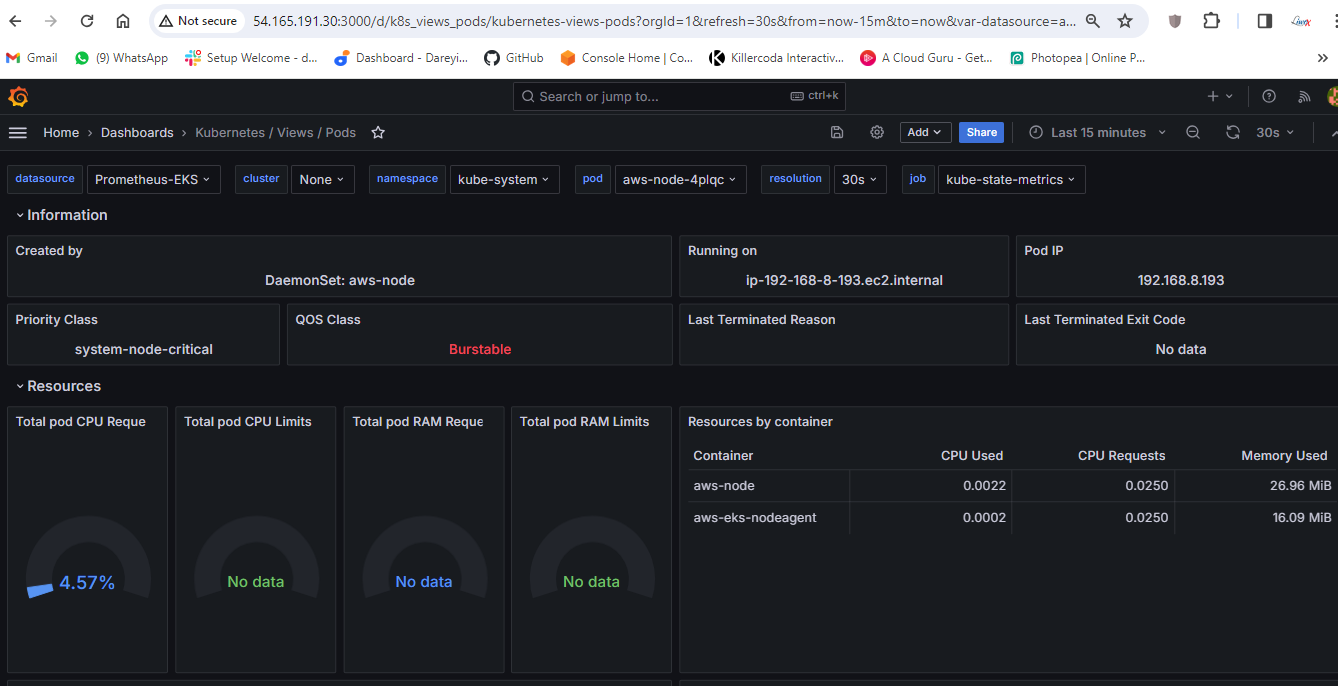 Not secure 54.165.191.30:3000/d/k8s_views_pods/kubernetes-views-pods?orgId=1&refresh=30s&from=now-15m&to=now&var-datasource=a...
Gmail (9) WhatsApp Setup Welcome - d... Dashboard - Dareyi... GitHub Console Home | Co... Killercoda Interactiv... A Cloud Guru - Get... Photopea | Online P...
Search or jump to... ctrl+k
Home Dashboards Kubernetes / Views / Pods Add Share Last 15 minutes 30s
datasource Prometheus-EKS cluster None namespace kube-system pod aws-node-4plqc resolution 30s job kube-state-metrics
Information
Created by Running on Pod IP
DaemonSet: aws-node ip-192-168-8-193.ec2.internal 192.168.8.193
Priority Class QOS Class Last Terminated Reason Last Terminated Exit Code
system-node-critical Burstable No data
Resources
Total pod CPU Reque Total pod CPU Limits Total pod RAM Reque Total pod RAM Limits Resources by container
Container CPU Used CPU Requests Memory Used
aws-node 0.0022 0.0250 26.96 MiB
aws-eks-nodeagent 0.0002 0.0250 16.09 MiB
4.57% No data No data No data